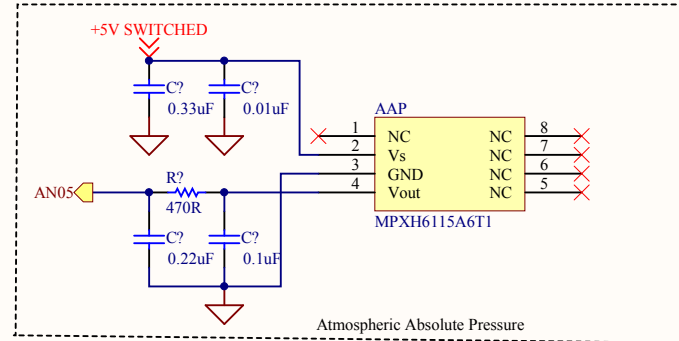 +5V SWITCHED
C?
0.33uF
C?
0.01uF
AAP
1 NC NC 8
2 Vs NC 7
3 GND NC 6
4 Vout NC 5
MPXH6115A6T1
AN05
R?
470R
C?
0.22uF
C?
0.1uF
Atmospheric Absolute Pressure